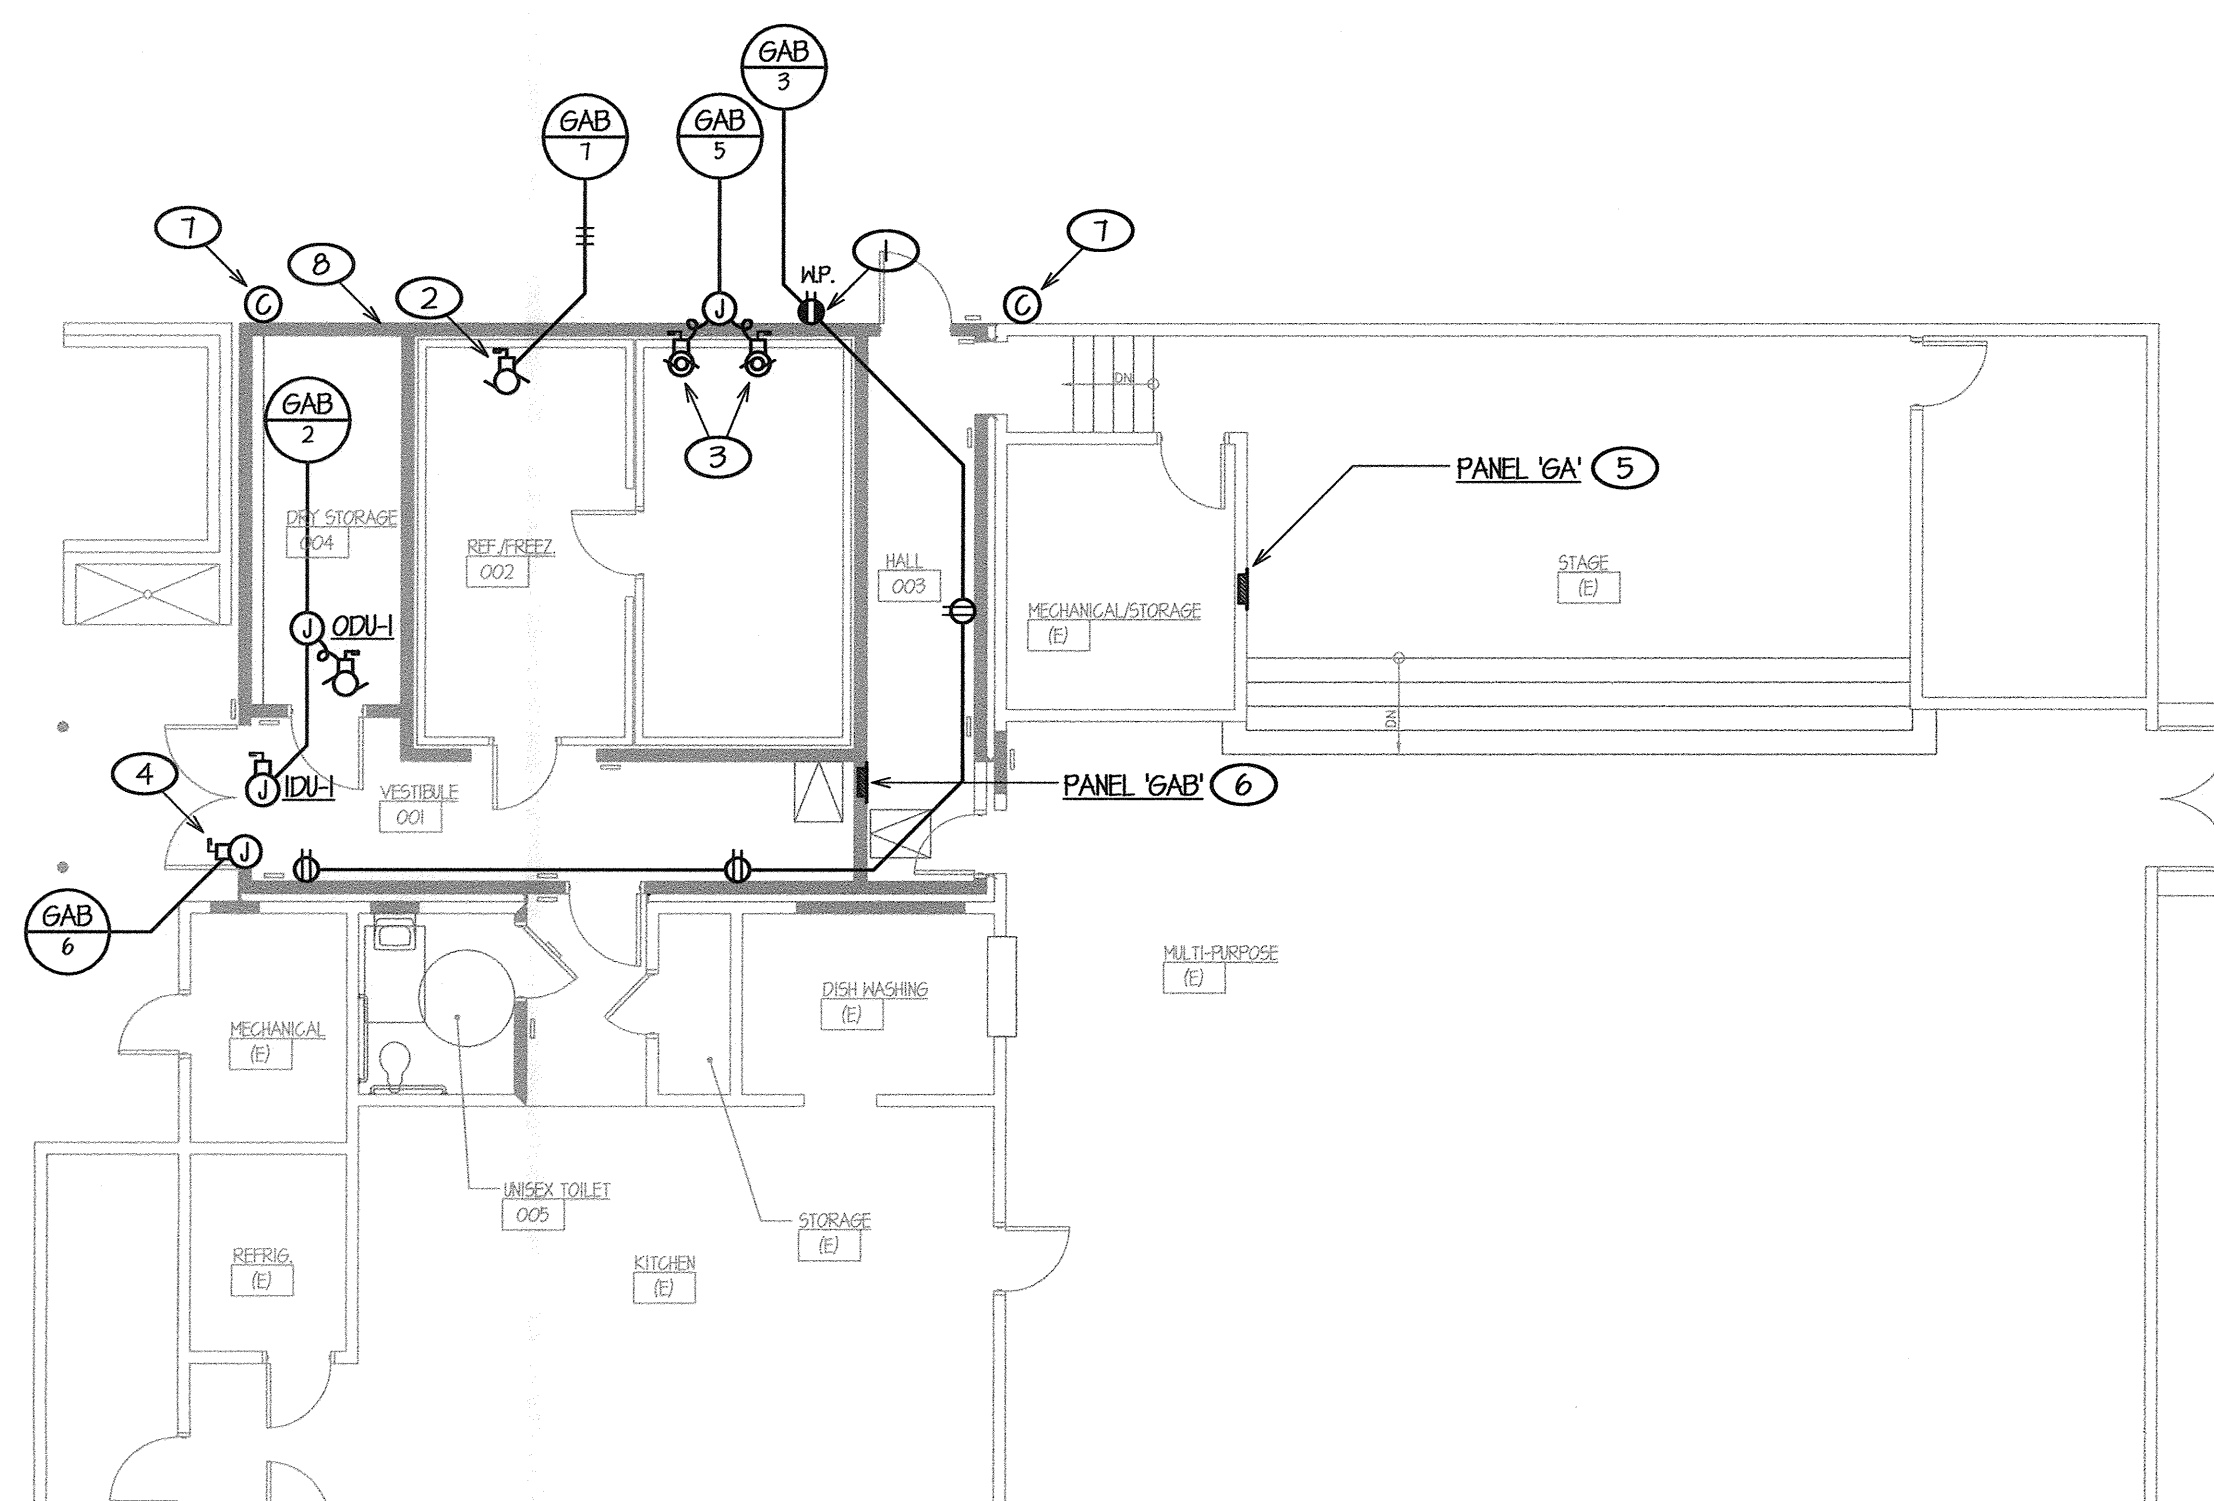 GAB
3
GAB
7
GAB
5
7
8
2
W.P.
1
7
C
J
C
GAB
2
3
DN
PANEL 'GA' 5
DRY STORAGE
004
REF./FREEZ.
002
HALL
003
STAGE
(E)
MECHANICAL/STORAGE
(E)
J ODU-1
DN
4
J IDU-1
VESTIBULE
001
PANEL 'GAB' 6
J
GAB
6
MULTI-PURPOSE
(E)
DISH WASHING
(E)
MECHANICAL
(E)
UNISEX TOILET
005
STORAGE
(E)
REFRIG.
(E)
KITCHEN
(E)